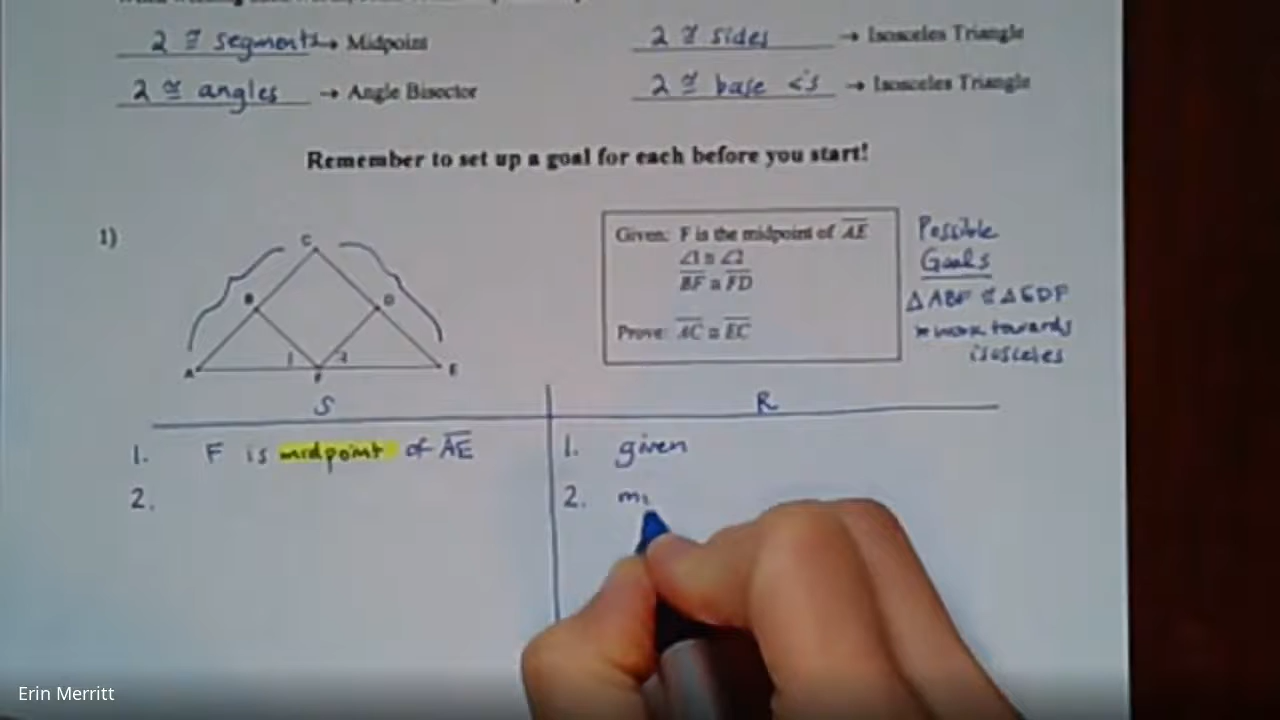 2 ≅ segments → Midpoint
2 ≅ sides → Isosceles Triangle
2 ≅ angles → Angle Bisector
2 ≅ base <'s → Isosceles Triangle
Remember to set up a goal for each before you start!
1)
C
B D
1 2
A F E
Given: F is the midpoint of AE
∠1 ≅ ∠2
BF ≅ FD
Prove: AC ≅ EC
Possible
Goals
△ABF ≅ △EDF
* work towards
isosceles
S R
1. F is midpoint of AE 1. given
2. 2. mi
Erin Merritt